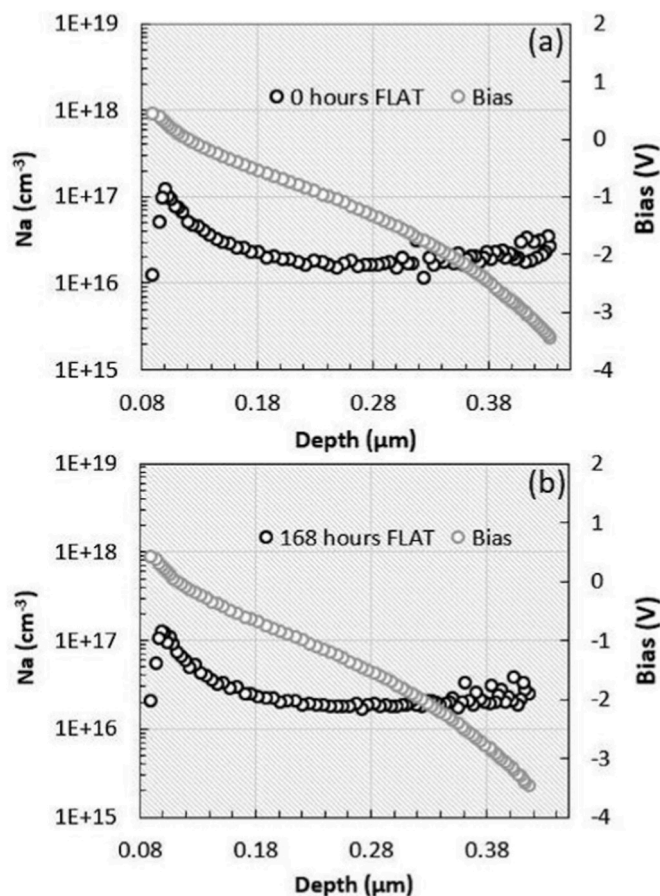 (a)
0 hours FLAT Bias
1E+19
1E+18
1E+17
1E+16
1E+15
Na (cm-3)
2
1
0
-1
-2
-3
-4
Bias (V)
0.08 0.18 0.28 0.38
Depth (µm)
(b)
168 hours FLAT Bias
1E+19
1E+18
1E+17
1E+16
1E+15
Na (cm-3)
2
1
0
-1
-2
-3
-4
Bias (V)
0.08 0.18 0.28 0.38
Depth (µm)